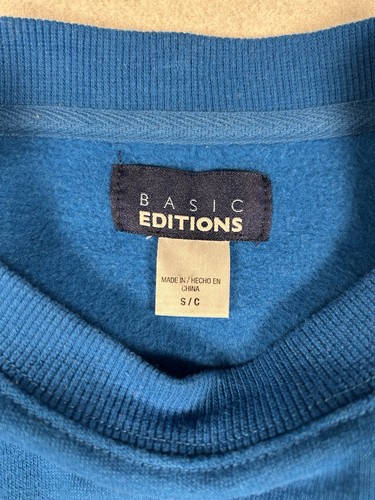 BASIC
EDITIONS
MADE IN / HECHO EN
CHINA
S / C